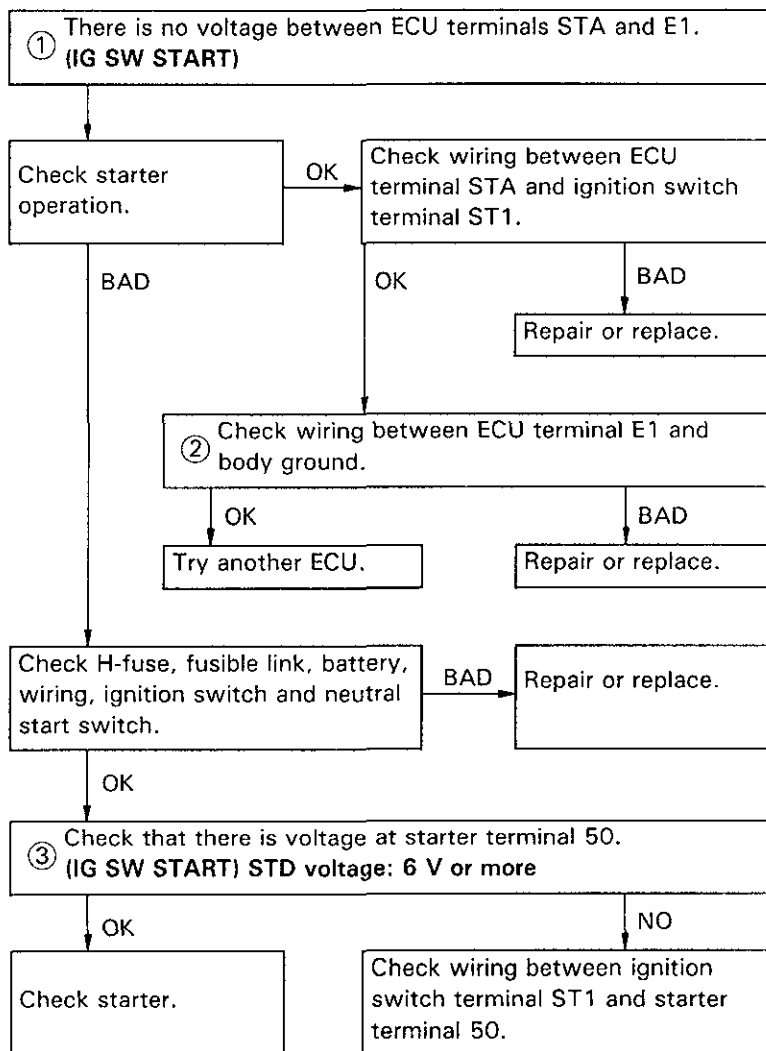 ① There is no voltage between ECU terminals STA and E1.
(IG SW START)
Check starter
operation.
OK
Check wiring between ECU
terminal STA and ignition switch
terminal ST1.
BAD
OK
BAD
Repair or replace.
② Check wiring between ECU terminal E1 and
body ground.
OK
BAD
Try another ECU.
Repair or replace.
Check H-fuse, fusible link, battery,
wiring, ignition switch and neutral
start switch.
BAD
Repair or replace.
OK
③ Check that there is voltage at starter terminal 50.
(IG SW START) STD voltage: 6 V or more
OK
NO
Check starter.
Check wiring between ignition
switch terminal ST1 and starter
terminal 50.